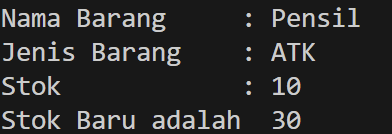 Nama Barang     : Pensil
Jenis Barang    : ATK
Stok            : 10
Stok Baru adalah  30